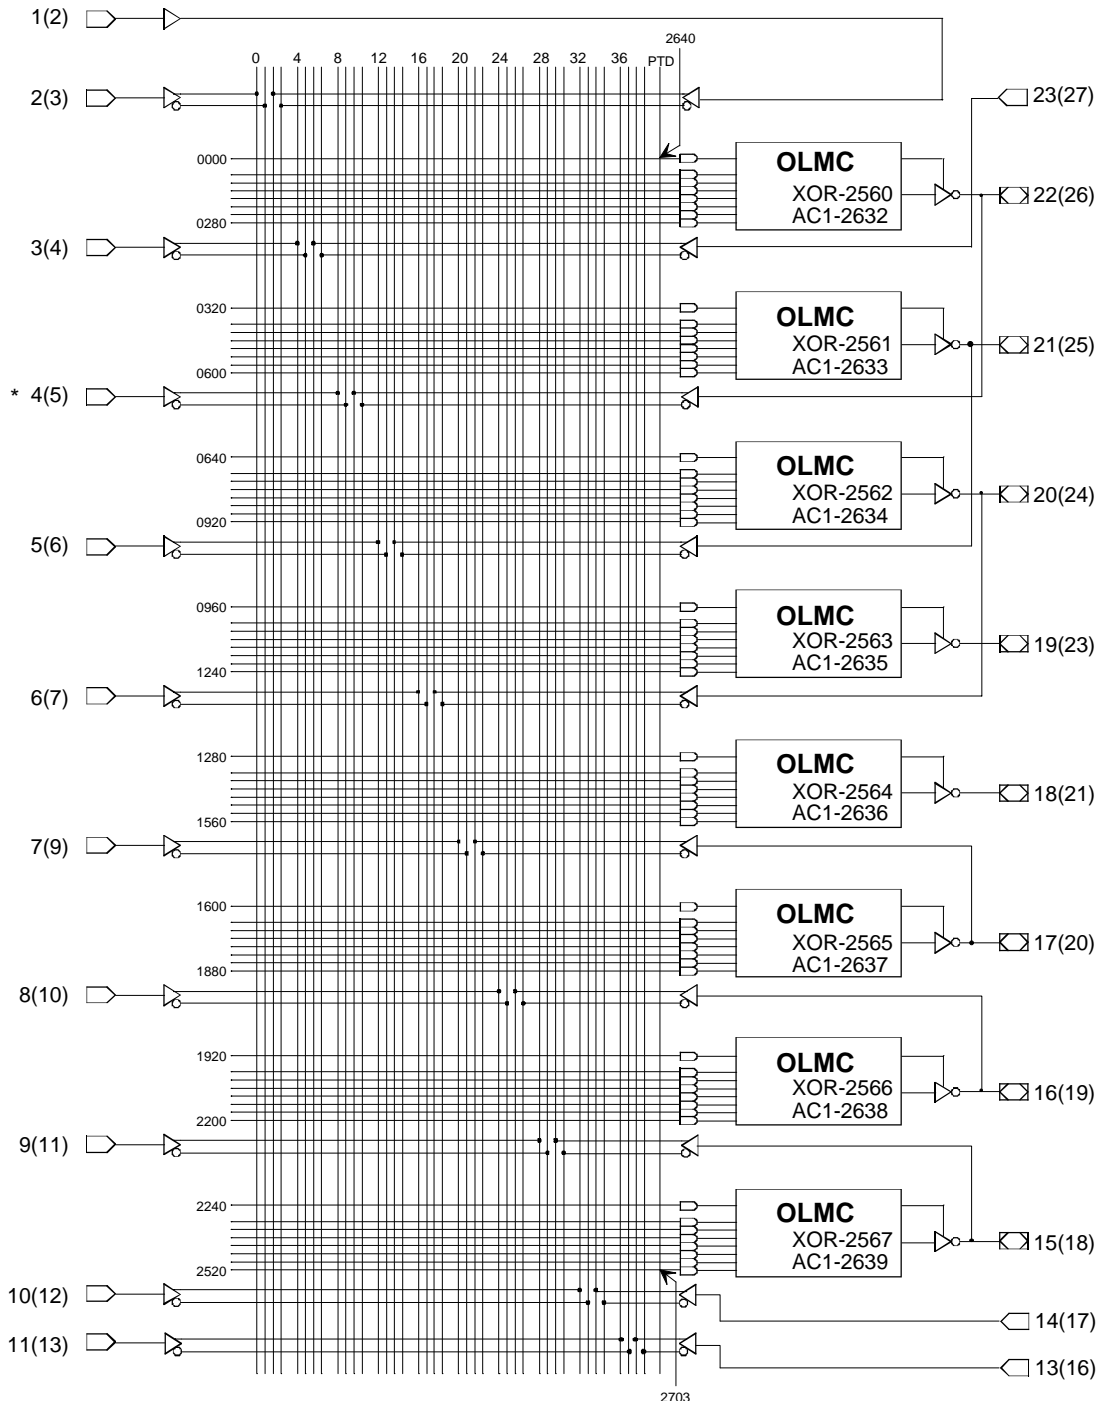 1(2)
2640
0 4 8 12 16 20 24 28 32 36 PTD
2(3)
23(27)
0000
OLMC
XOR-2560
AC1-2632
22(26)
0280
3(4)
0320
OLMC
XOR-2561
AC1-2633
21(25)
0600
* 4(5)
0640
OLMC
XOR-2562
AC1-2634
20(24)
0920
5(6)
0960
OLMC
XOR-2563
AC1-2635
19(23)
1240
6(7)
1280
OLMC
XOR-2564
AC1-2636
18(21)
1560
7(9)
1600
OLMC
XOR-2565
AC1-2637
17(20)
1880
8(10)
1920
OLMC
XOR-2566
AC1-2638
16(19)
2200
9(11)
2240
OLMC
XOR-2567
AC1-2639
15(18)
2520
10(12)
14(17)
11(13)
13(16)
2703